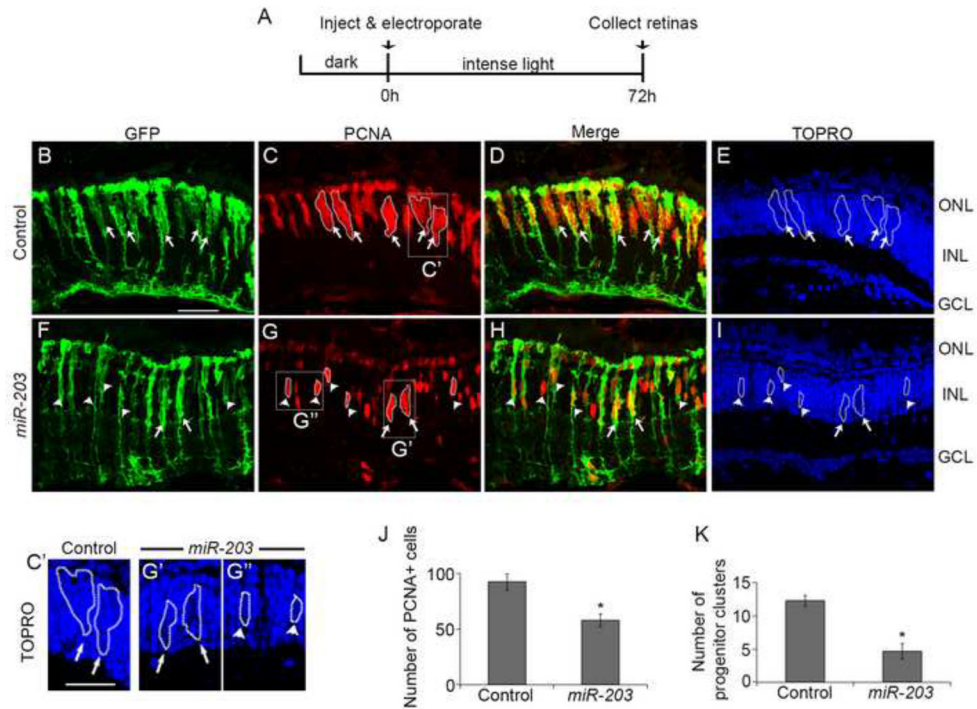 A
Inject & electroporate
Collect retinas
dark
intense light
0h
72h
GFP
PCNA
Merge
TOPRO
Control
B
C
C'
D
E
ONL
INL
GCL
miR-203
F
G
G''
G'
H
I
ONL
INL
GCL
Control
miR-203
C'
G'
G''
TOPRO
J
Number of PCNA+ cells
100
50
0
*
Control
miR-203
K
Number of
progenitor clusters
15
10
5
0
*
Control
miR-203